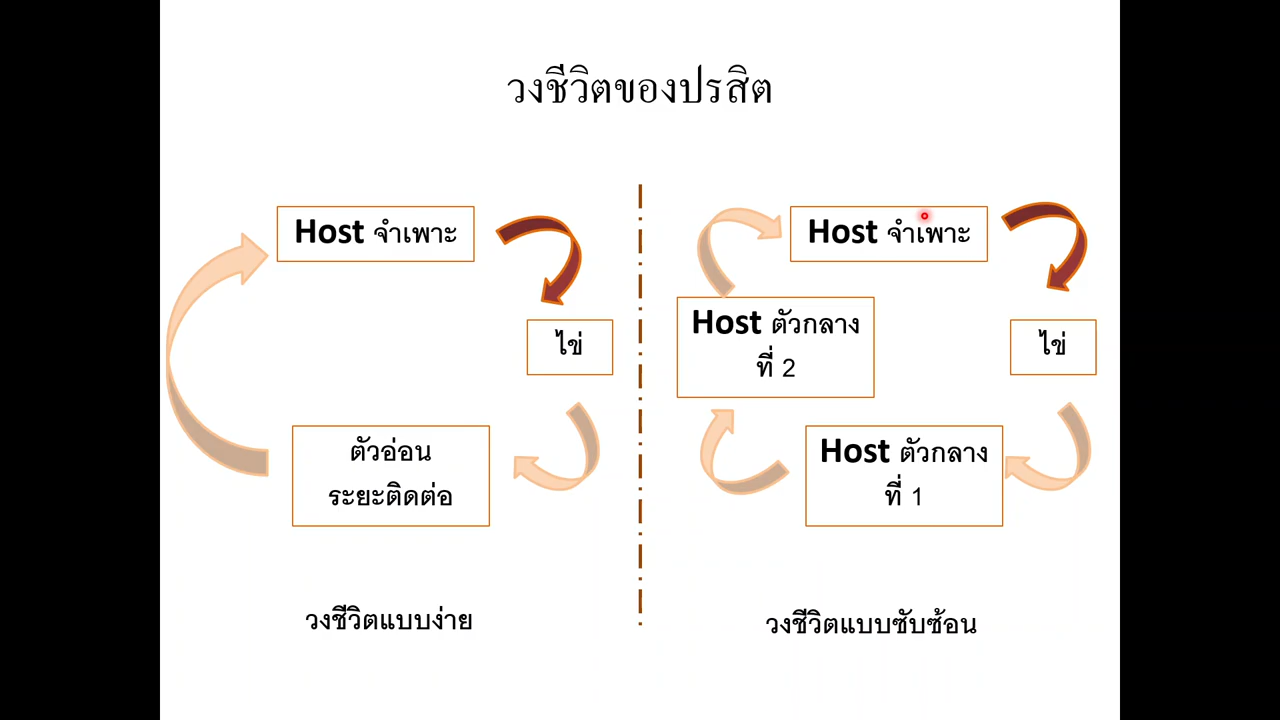 วงชีวิตของปรสิต
Host จำเพาะ
ไข่
ตัวอ่อน
ระยะติดต่อ
วงชีวิตแบบง่าย
Host จำเพาะ
ไข่
Host ตัวกลาง
ที่ 1
Host ตัวกลาง
ที่ 2
วงชีวิตแบบซับซ้อน